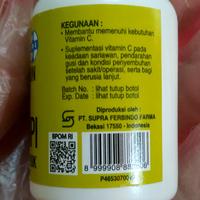 KEGUNAAN :
• Membantu memenuhi kebutuhan
Vitamin C.
• Suplementasi vitamin C pada
keadaan sariawan, pendarahan
gusi dan kondisi penyembuhan
setelah sakit/operasi, serta bagi
yang berusia lanjut.
Batch No. : lihat tutup botol
Exp. Date : lihat tutup botol
Diproduksi oleh :
PT. SUPRA FERBINDO FARMA
Bekasi 17550 - Indonesia
BPOM RI